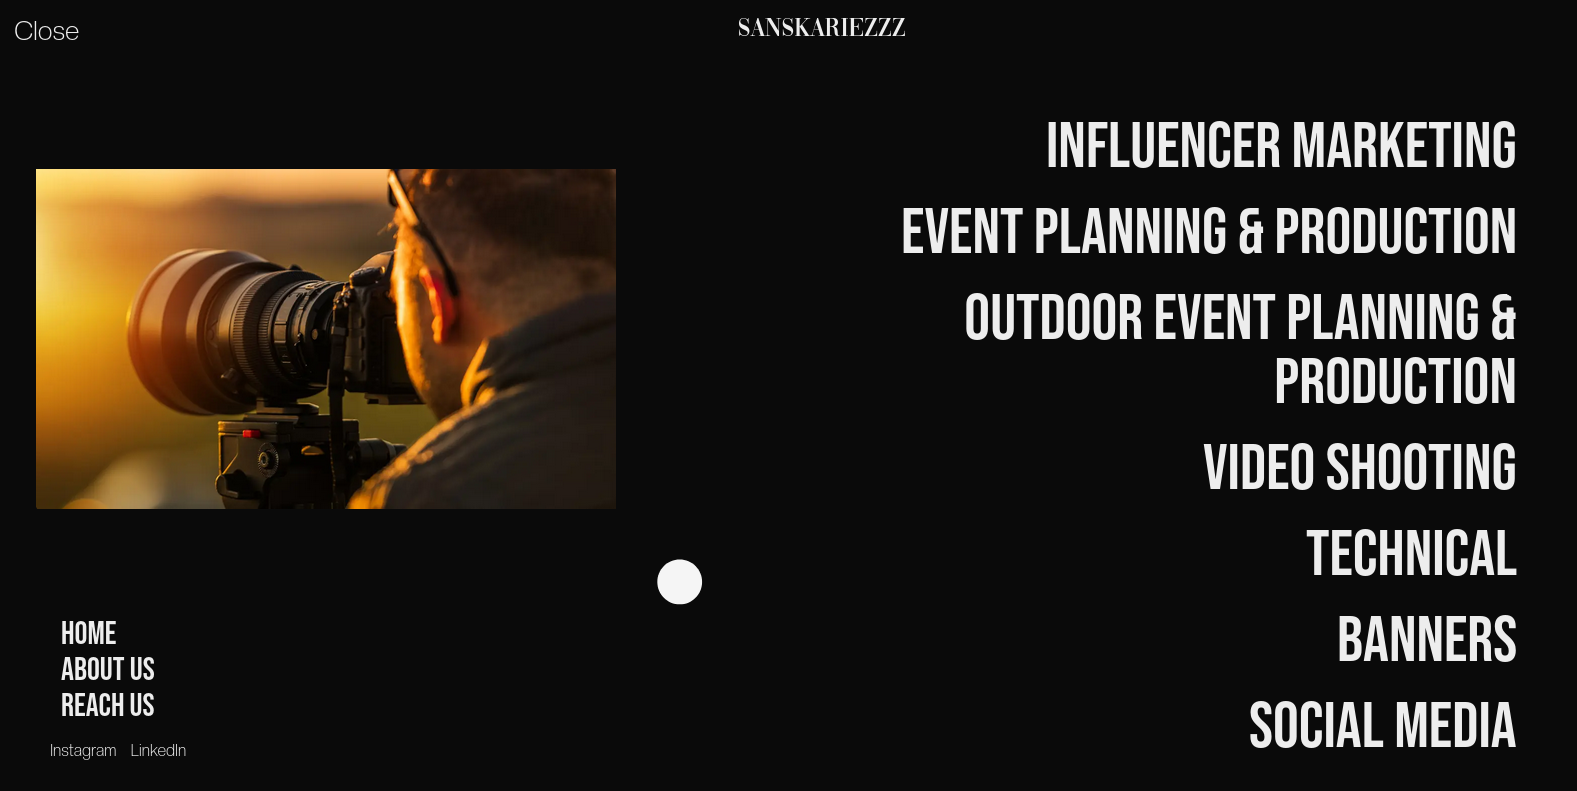 Close
SANSKARIEZZZ
INFLUENCER MARKETING
EVENT PLANNING & PRODUCTION
OUTDOOR EVENT PLANNING &
PRODUCTION
VIDEO SHOOTING
TECHNICAL
BANNERS
SOCIAL MEDIA
HOME
ABOUT US
REACH US
Instagram LinkedIn